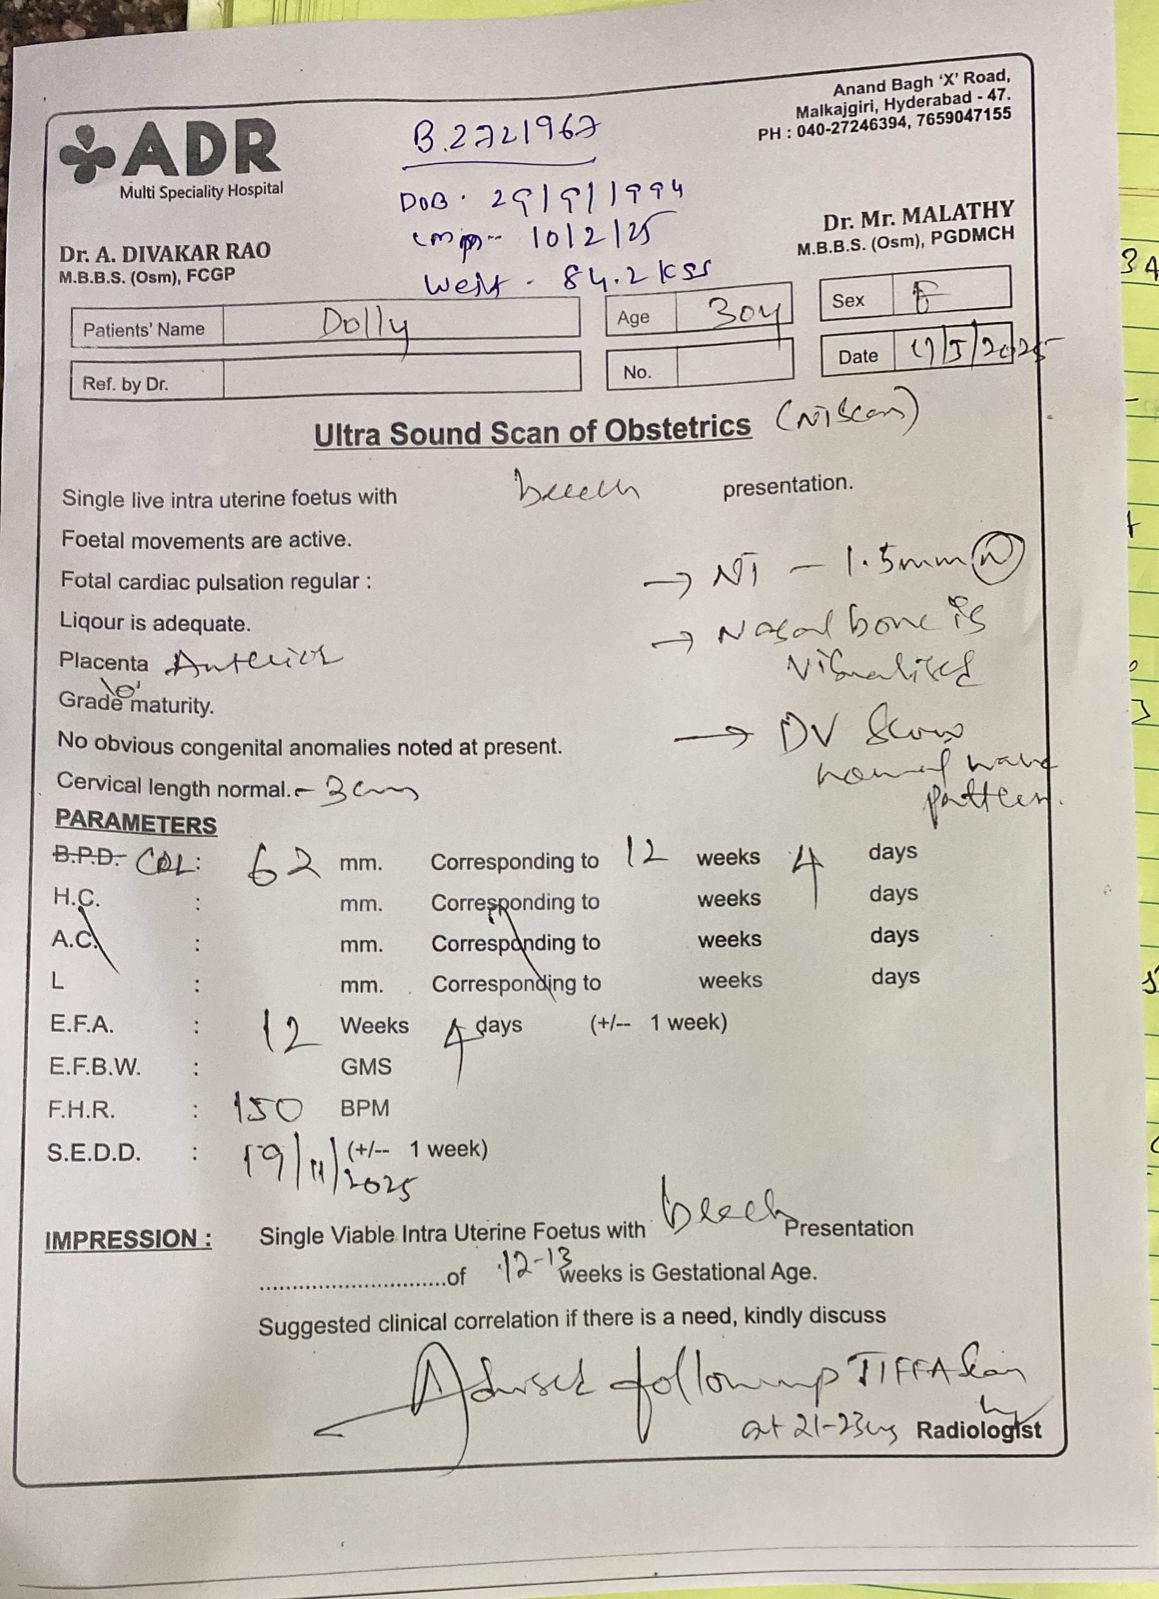 ADR
Multi Speciality Hospital
B.2721967
Anand Bagh 'X' Road,
Malkajgiri, Hyderabad - 47.
PH : 040-27246394, 7659047155
DOB. 29/9/1994
10/2/25
84.2 kgs
Dr. A. DIVAKAR RAO
M.B.B.S. (Osm), FCGP
Dr. Mr. MALATHY
M.B.B.S. (Osm), PGDMCH
Patients' Name Dolly Age 30y Sex F
Ref. by Dr. No. Date /5/2025
Ultra Sound Scan of Obstetrics (NT Scan)
Single live intra uterine foetus with breech presentation.
Foetal movements are active.
Fotal cardiac pulsation regular :
→ NT - 1.5mm (N)
Liqour is adequate.
→ Nasal bone is
Visualised
Placenta Anterior
Grade 'o' maturity.
No obvious congenital anomalies noted at present.
→ DV
normal wave
pattern.
Cervical length normal. - 3cm
PARAMETERS
B.P.D. CRL: 62 mm. Corresponding to 12 weeks 4 days
H.C. : mm. Corresponding to weeks days
A.C. : mm. Corresponding to weeks days
L : mm. Corresponding to weeks days
E.F.A. : 12 Weeks 4 days (+/-- 1 week)
E.F.B.W. : GMS
F.H.R. : 150 BPM
S.E.D.D. : 19/11/2025 (+/-- 1 week)
IMPRESSION : Single Viable Intra Uterine Foetus with breech Presentation
.............................of 12-13 weeks is Gestational Age.
Suggested clinical correlation if there is a need, kindly discuss
Advised followup TIFFA Scan
at 21-23 Radiologist